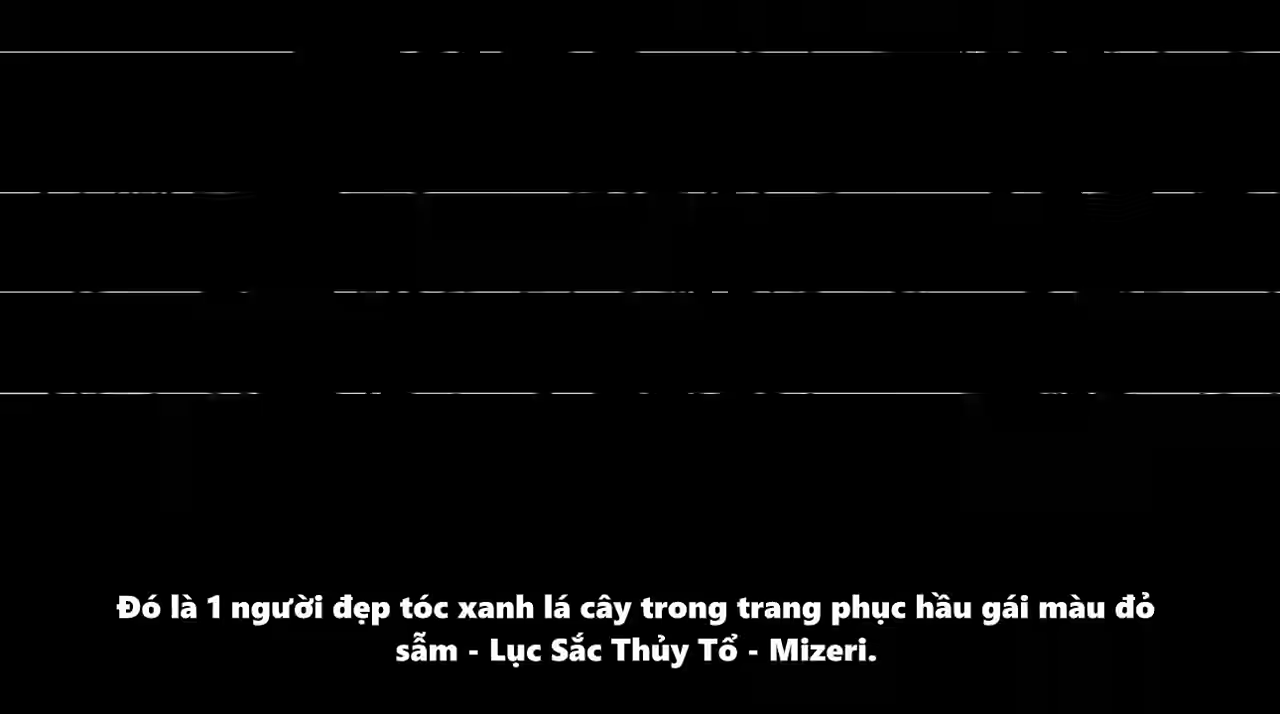 Đó là 1 người đẹp tóc xanh lá cây trong trang phục hầu gái màu đỏ
sẫm - Lục Sắc Thủy Tổ - Mizeri.